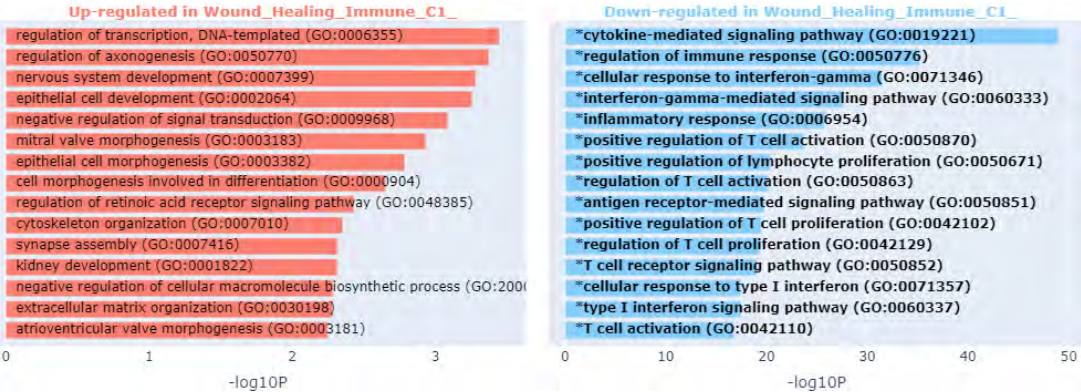 Up-regulated in Wound_Healing_Immune_C1_
regulation of transcription, DNA-templated (GO:0006355)
regulation of axonogenesis (GO:0050770)
nervous system development (GO:0007399)
epithelial cell development (GO:0002064)
negative regulation of signal transduction (GO:0009968)
mitral valve morphogenesis (GO:0003183)
epithelial cell morphogenesis (GO:0003382)
cell morphogenesis involved in differentiation (GO:0000904)
regulation of retinoic acid receptor signaling pathway (GO:0048385)
cytoskeleton organization (GO:0007010)
synapse assembly (GO:0007416)
kidney development (GO:0001822)
negative regulation of cellular macromolecule biosynthetic process (GO:200
extracellular matrix organization (GO:0030198)
atrioventricular valve morphogenesis (GO:0003181)
0 1 2 3
-log10P
Down-regulated in Wound_Healing_Immune_C1_
*cytokine-mediated signaling pathway (GO:0019221)
*regulation of immune response (GO:0050776)
*cellular response to interferon-gamma (GO:0071346)
*interferon-gamma-mediated signaling pathway (GO:0060333)
*inflammatory response (GO:0006954)
*positive regulation of T cell activation (GO:0050870)
*positive regulation of lymphocyte proliferation (GO:0050671)
*regulation of T cell activation (GO:0050863)
*antigen receptor-mediated signaling pathway (GO:0050851)
*positive regulation of T cell proliferation (GO:0042102)
*regulation of T cell proliferation (GO:0042129)
*T cell receptor signaling pathway (GO:0050852)
*cellular response to type I interferon (GO:0071357)
*type I interferon signaling pathway (GO:0060337)
*T cell activation (GO:0042110)
0 10 20 30 40 50
-log10P